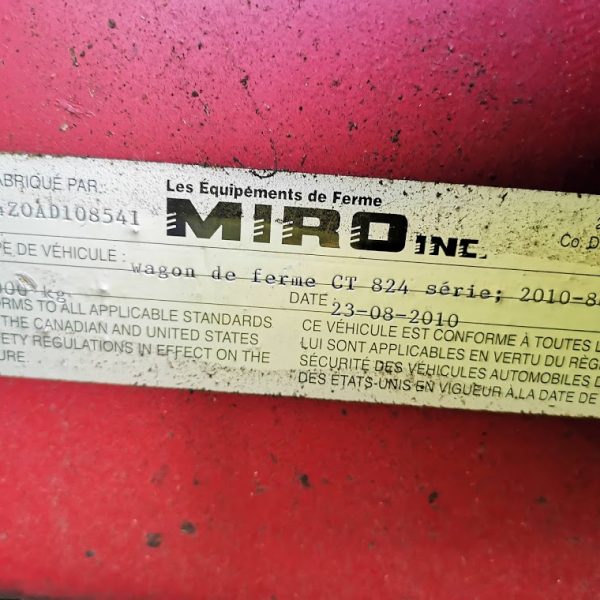 ABRIQUÉ PAR:
Les Équipements de Ferme
MIRO INC.
Z0AD108541
Co D
PE DE VÉHICULE :
wagon de ferme CT 824 série; 2010-8
000 kg
DATE :
23-08-2010
ORMS TO ALL APPLICABLE STANDARDS
THE CANADIAN AND UNITED STATES
ETY REGULATIONS IN EFFECT ON THE
URE.
CE VÉHICULE EST CONFORME À TOUTES L
LUI SONT APPLICABLES EN VERTU DU RÈG
SÉCURITÉ DES VÉHICULES AUTOMOBILES D
DES ÉTATS-UNIS EN VIGUEUR À LA DATE DE